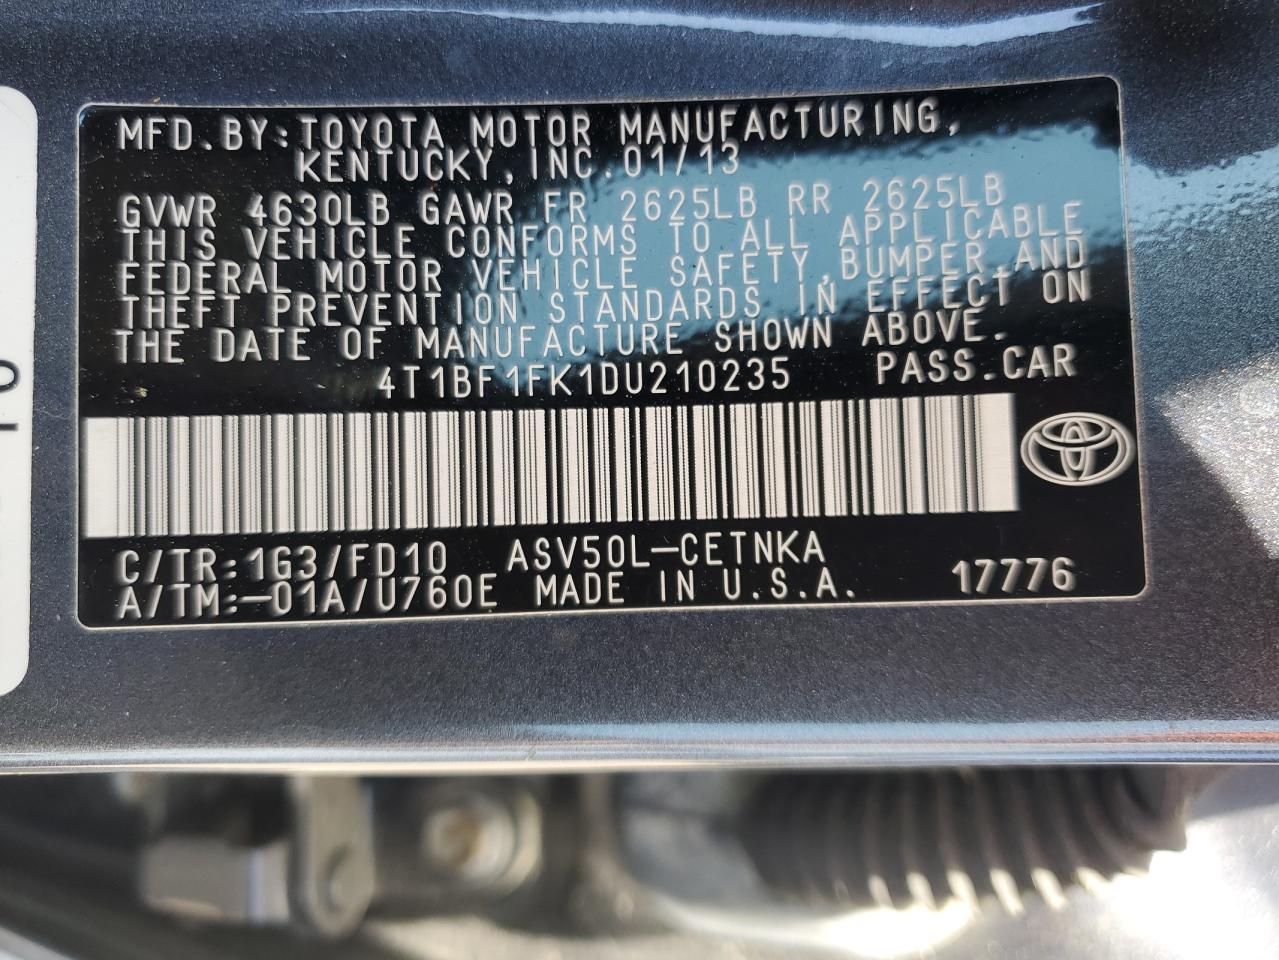 MFD.BY:TOYOTA MOTOR MANUFACTURING,
KENTUCKY,INC.01/13
GVWR 4630LB GAWR FR 2625LB RR 2625LB
THIS VEHICLE CONFORMS TO ALL APPLICABLE
FEDERAL MOTOR VEHICLE SAFETY,BUMPER,AND
THEFT PREVENTION STANDARDS IN EFFECT ON
THE DATE OF MANUFACTURE SHOWN ABOVE.
4T1BF1FK1DU210235 PASS.CAR
C/TR:1G3/FD10 ASV50L-CETNKA
A/TM:-01A/U760E MADE IN U.S.A. 17776